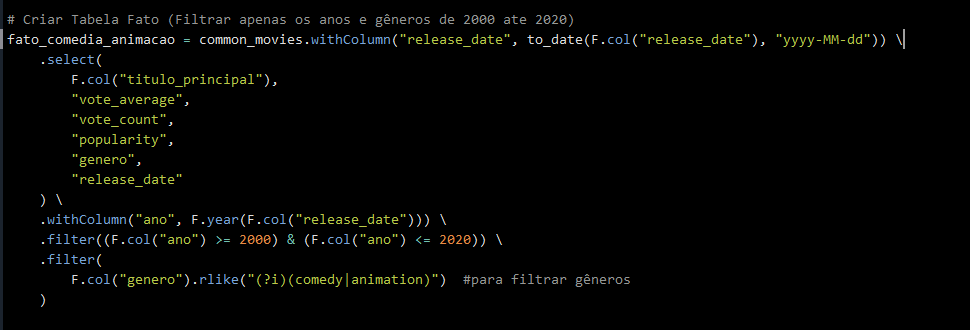 # Criar Tabela Fato (Filtrar apenas os anos e gêneros de 2000 ate 2020)
fato_comedia_animacao = common_movies.withColumn("release_date", to_date(F.col("release_date"), "yyyy-MM-dd")) \
    .select(
        F.col("titulo_principal"),
        "vote_average",
        "vote_count",
        "popularity",
        "genero",
        "release_date"
    ) \
    .withColumn("ano", F.year(F.col("release_date"))) \
    .filter((F.col("ano") >= 2000) & (F.col("ano") <= 2020)) \
    .filter(
        F.col("genero").rlike("(?i)(comedy|animation)")  #para filtrar gêneros
    )